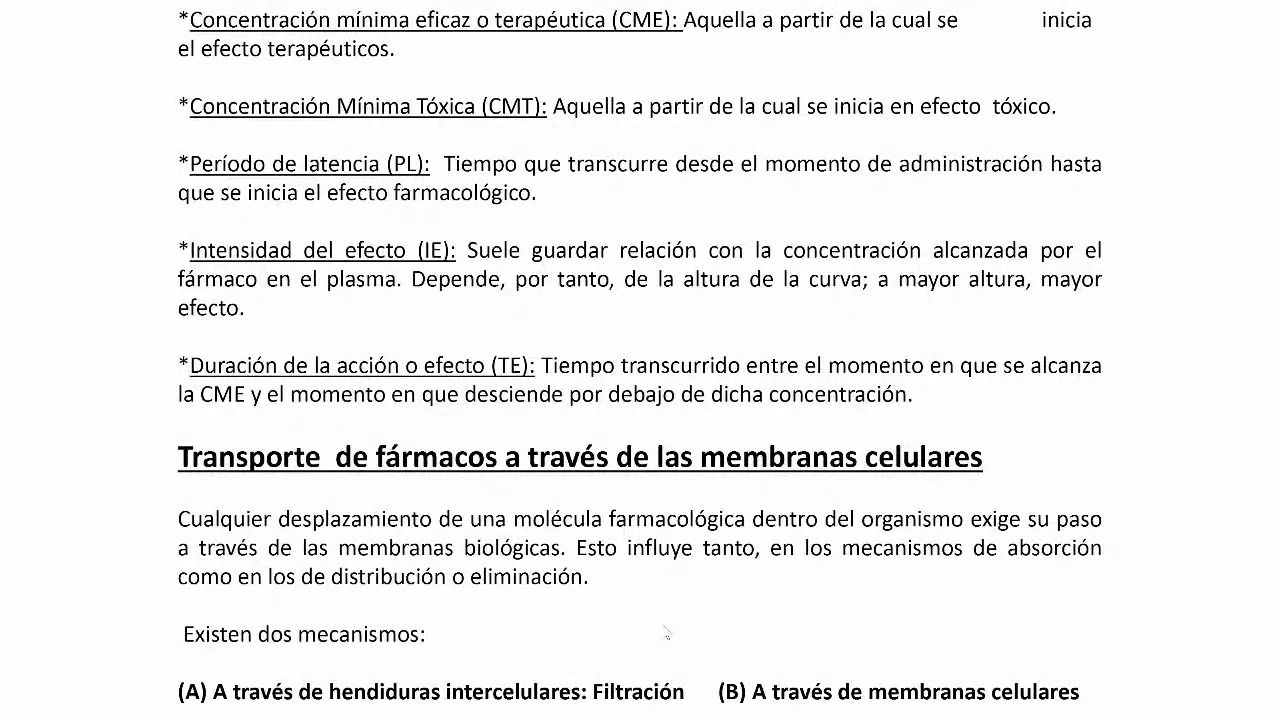 *Concentración mínima eficaz o terapéutica (CME): Aquella a partir de la cual se inicia
el efecto terapéuticos.
*Concentración Mínima Tóxica (CMT): Aquella a partir de la cual se inicia en efecto tóxico.
*Período de latencia (PL): Tiempo que transcurre desde el momento de administración hasta
que se inicia el efecto farmacológico.
*Intensidad del efecto (IE): Suele guardar relación con la concentración alcanzada por el
fármaco en el plasma. Depende, por tanto, de la altura de la curva; a mayor altura, mayor
efecto.
*Duración de la acción o efecto (TE): Tiempo transcurrido entre el momento en que se alcanza
la CME y el momento en que desciende por debajo de dicha concentración.
Transporte de fármacos a través de las membranas celulares
Cualquier desplazamiento de una molécula farmacológica dentro del organismo exige su paso
a través de las membranas biológicas. Esto influye tanto, en los mecanismos de absorción
como en los de distribución o eliminación.
Existen dos mecanismos:
(A) A través de hendiduras intercelulares: Filtración (B) A través de membranas celulares